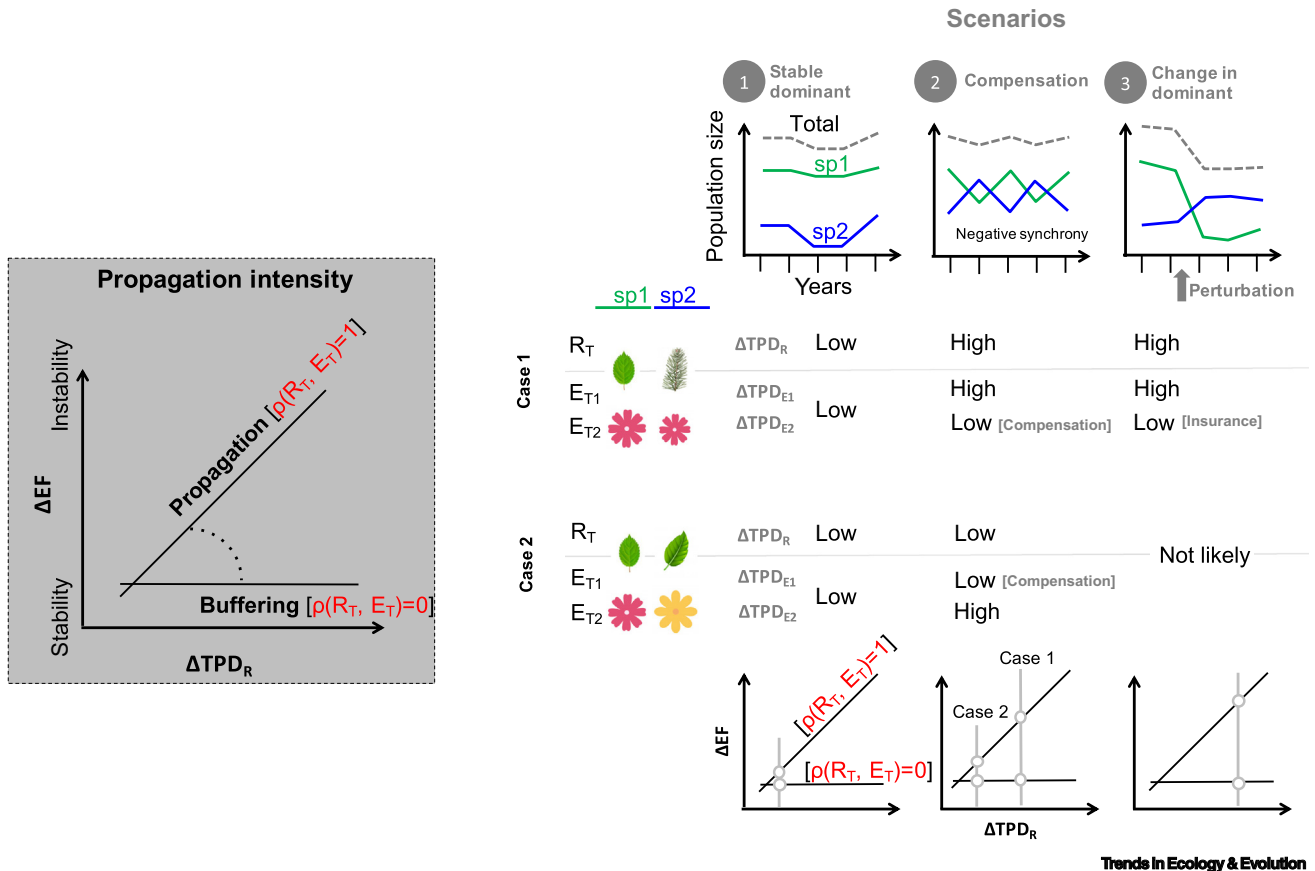 Propagation intensity
Instability
Stability
ΔEF
Propagation [ρ(R_T, E_T)=1]
Buffering [ρ(R_T, E_T)=0]
ΔTPD_R
Scenarios
1 Stable dominant
2 Compensation
3 Change in dominant
Population size
Total
sp1
sp2
Years
Negative synchrony
Perturbation
sp1 sp2
Case 1
R_T ΔTPD_R Low High High
E_T1 ΔTPD_E1 Low High High
E_T2 ΔTPD_E2 Low [Compensation] Low [Insurance]
Case 2
R_T ΔTPD_R Low Low
Not likely
E_T1 ΔTPD_E1 Low Low [Compensation]
E_T2 ΔTPD_E2 High
ΔEF
[ρ(R_T, E_T)=1]
[ρ(R_T, E_T)=0]
Case 1
Case 2
ΔTPD_R
Trends in Ecology & Evolution